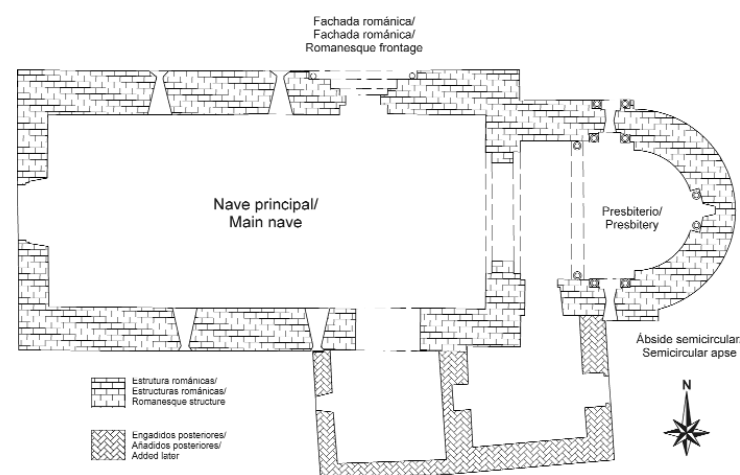 Fachada románica/
Fachada románica/
Romanesque frontage
Nave principal/
Main nave
Presbiterio/
Presbitery
Ábside semicircular.
Semicircular apse
Estrutura románicas/
Estructuras románicas/
Romanesque structure
Engadidos posteriores/
Añadidos posteriores/
Added later
N